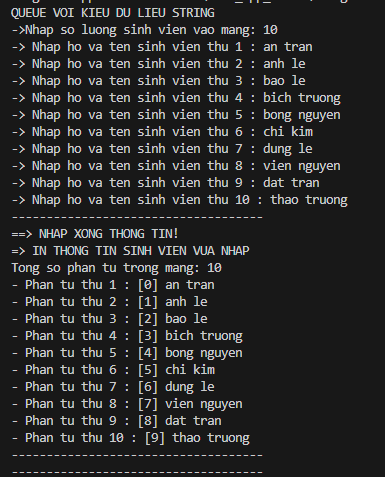 QUEUE VOI KIEU DU LIEU STRING
->Nhap so luong sinh vien vao mang: 10
-> Nhap ho va ten sinh vien thu 1 : an tran
-> Nhap ho va ten sinh vien thu 2 : anh le
-> Nhap ho va ten sinh vien thu 3 : bao le
-> Nhap ho va ten sinh vien thu 4 : bich truong
-> Nhap ho va ten sinh vien thu 5 : bong nguyen
-> Nhap ho va ten sinh vien thu 6 : chi kim
-> Nhap ho va ten sinh vien thu 7 : dung le
-> Nhap ho va ten sinh vien thu 8 : vien nguyen
-> Nhap ho va ten sinh vien thu 9 : dat tran
-> Nhap ho va ten sinh vien thu 10 : thao truong
----------------------------------
==> NHAP XONG THONG TIN!
=> IN THONG TIN SINH VIEN VUA NHAP
Tong so phan tu trong mang: 10
- Phan tu thu 1 : [0] an tran
- Phan tu thu 2 : [1] anh le
- Phan tu thu 3 : [2] bao le
- Phan tu thu 4 : [3] bich truong
- Phan tu thu 5 : [4] bong nguyen
- Phan tu thu 6 : [5] chi kim
- Phan tu thu 7 : [6] dung le
- Phan tu thu 8 : [7] vien nguyen
- Phan tu thu 9 : [8] dat tran
- Phan tu thu 10 : [9] thao truong
----------------------------------
----------------------------------